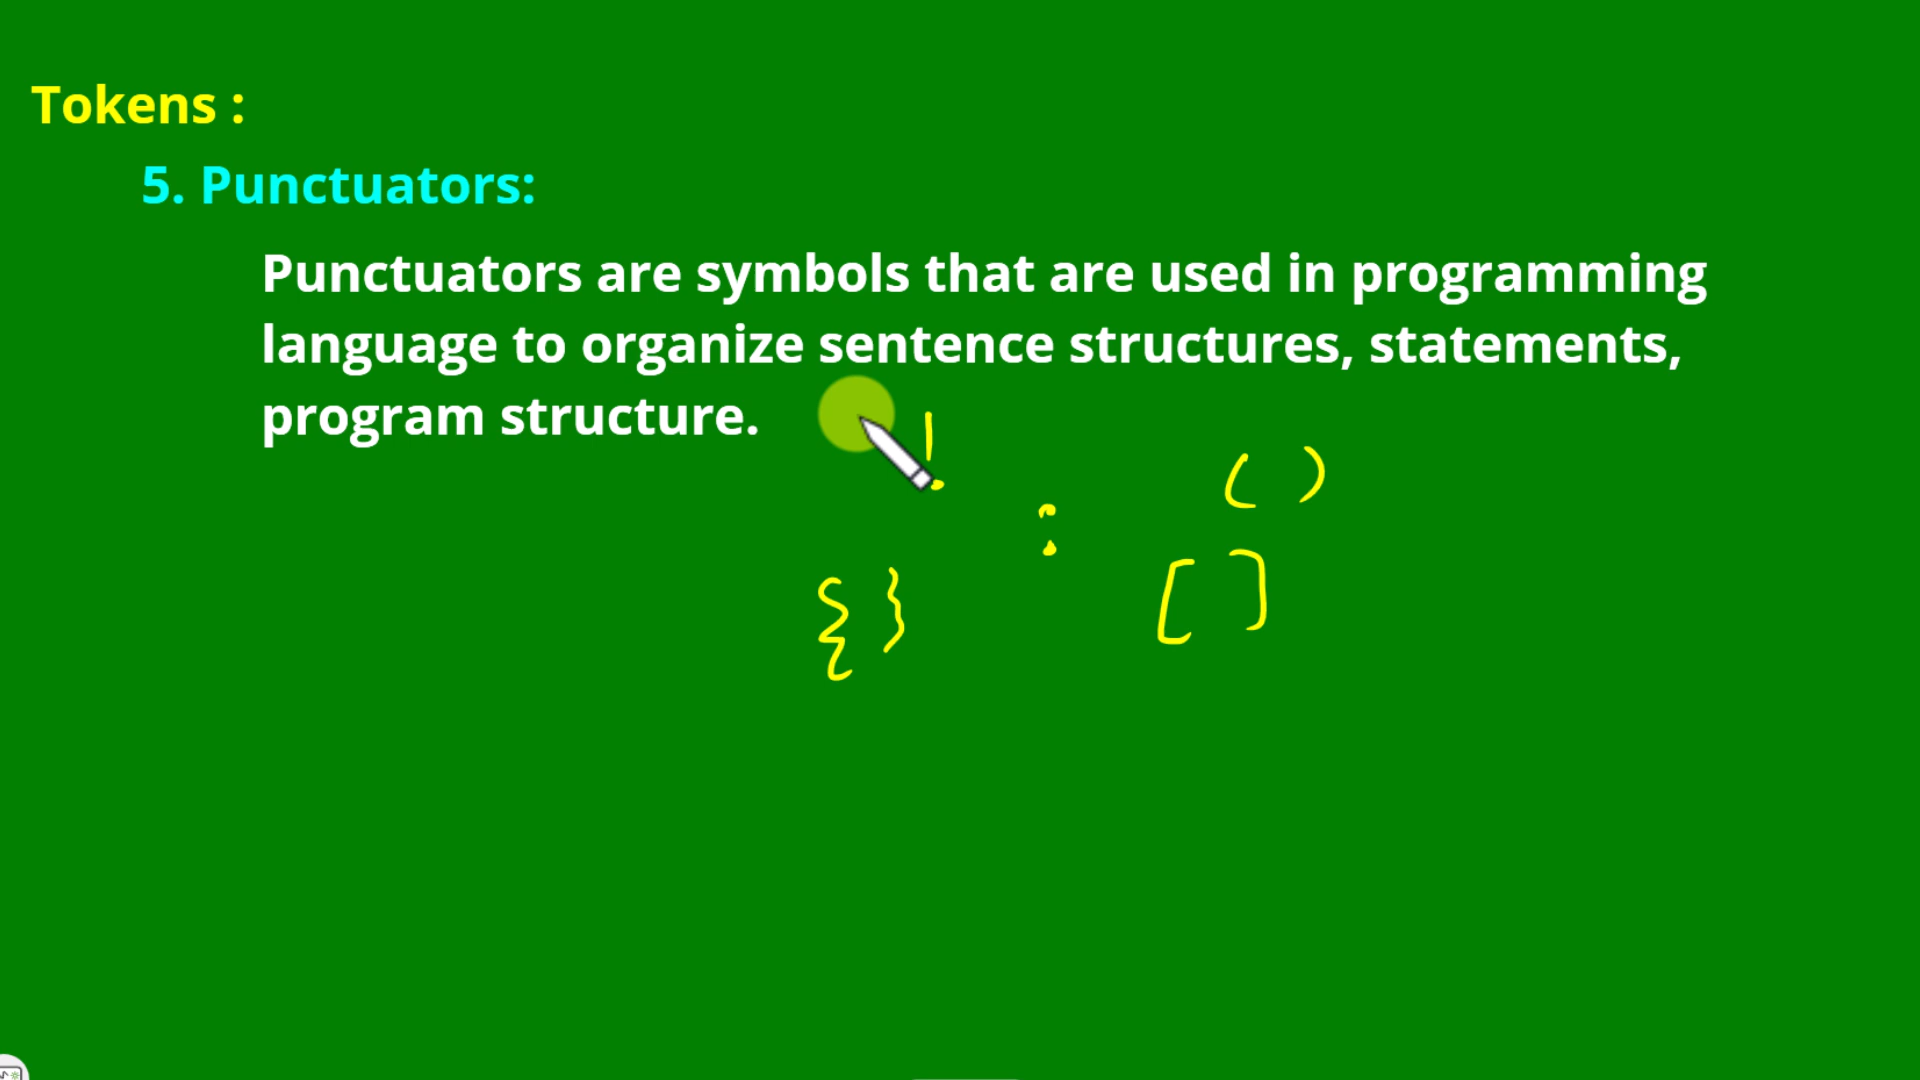 Tokens :
5. Punctuators:
Punctuators are symbols that are used in programming
language to organize sentence structures, statements,
program structure.
!
: ( )
{ } [ ]